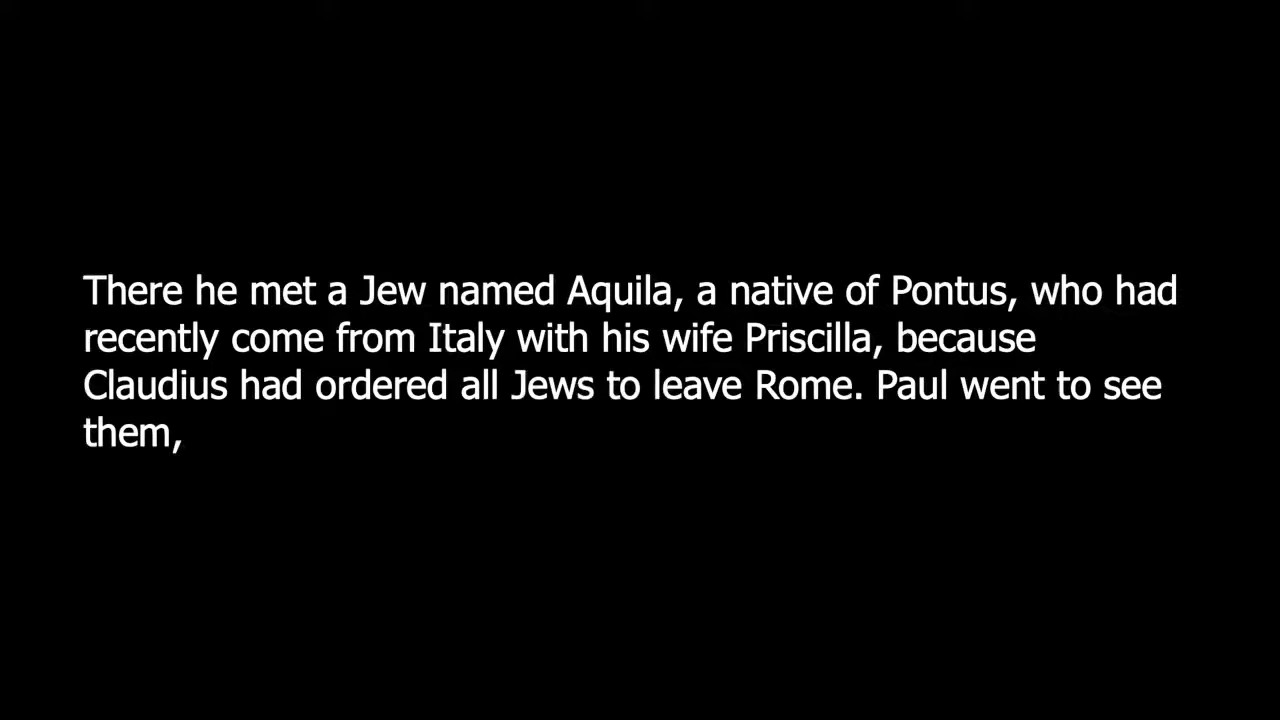 There he met a Jew named Aquila, a native of Pontus, who had
recently come from Italy with his wife Priscilla, because
Claudius had ordered all Jews to leave Rome. Paul went to see
them,